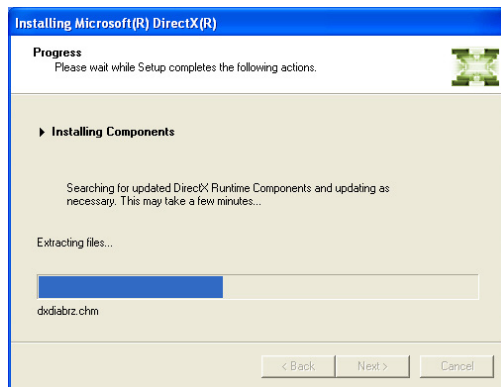 Installing Microsoft(R) DirectX(R)
Progress
Please wait while Setup completes the following actions.
Installing Components
Searching for updated DirectX Runtime Components and updating as
necessary. This may take a few minutes...
Extracting files...
dxdiabrz.chm
< Back Next > Cancel